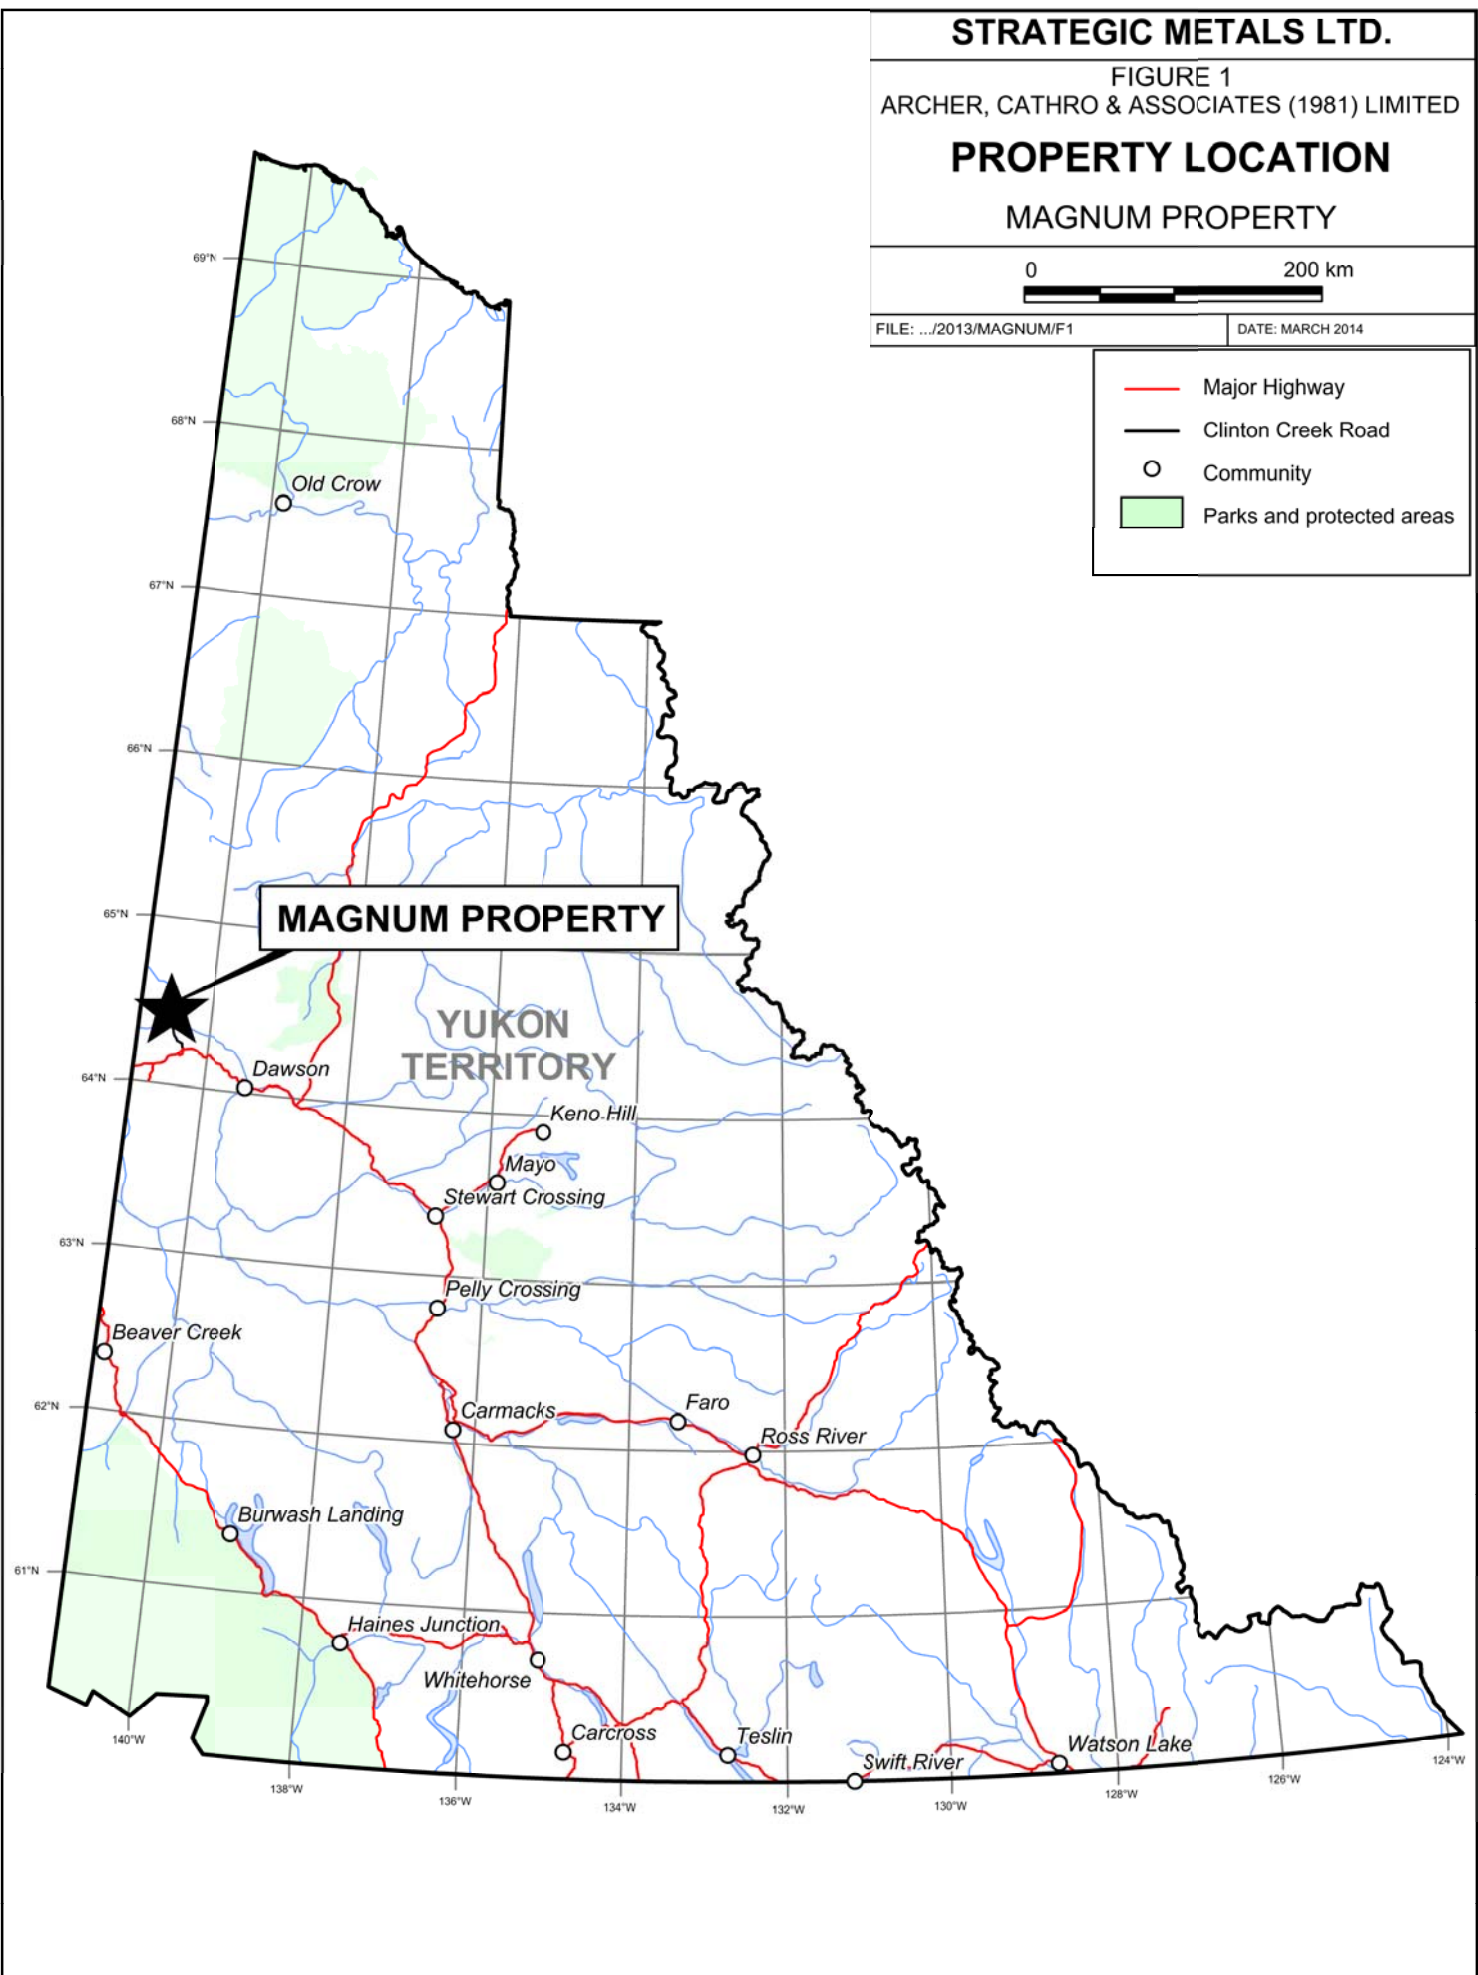 STRATEGIC METALS LTD.
FIGURE 1
ARCHER, CATHRO & ASSOCIATES (1981) LIMITED
PROPERTY LOCATION
MAGNUM PROPERTY
0 200 km
FILE: .../2013/MAGNUM/F1 DATE: MARCH 2014
Major Highway
Clinton Creek Road
Community
Parks and protected areas
69°N
68°N
Old Crow
67°N
66°N
65°N
MAGNUM PROPERTY
YUKON
TERRITORY
Dawson
64°N
Keno Hill
Mayo
Stewart Crossing
63°N
Pelly Crossing
Beaver Creek
62°N
Carmacks
Faro
Ross River
Burwash Landing
61°N
Haines Junction
Whitehorse
Carcross
Teslin
Swift River
Watson Lake
140°W
138°W
136°W
134°W
132°W
130°W
128°W
126°W
124°W